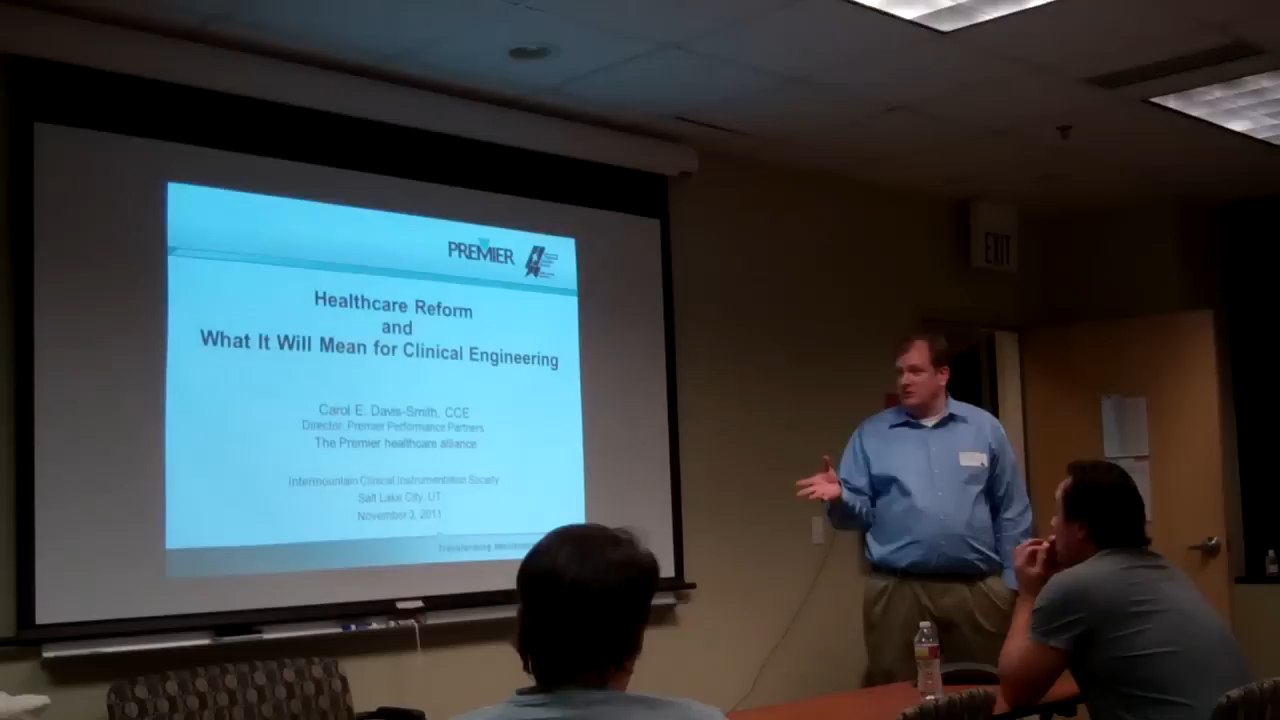 PREMIER
Healthcare Reform
and
What It Will Mean for Clinical Engineering
Carol E. Davis-Smith, CCE
Director, Premier Performance Partners
The Premier healthcare alliance
Intermountain Clinical Instrumentation Society
Salt Lake City, UT
November 3, 2011
Transforming
EXIT